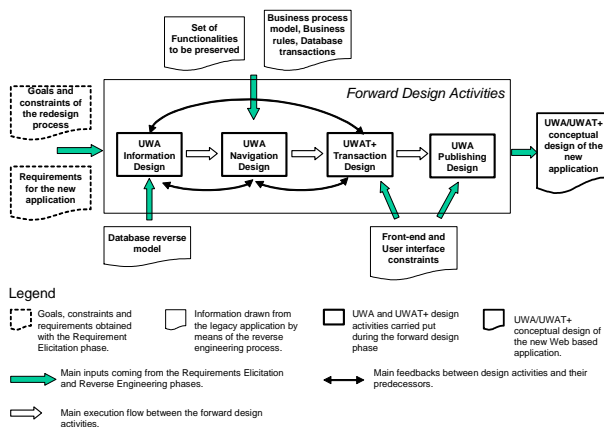 Set of
Functionalities
to be preserved
Business process
model, Business
rules, Database
transactions
Goals and
constraints of
the redesign
process
Forward Design Activities
UWA
Information
Design
UWA
Navigation
Design
UWAT+
Transaction
Design
UWA
Publishing
Design
UWA/UWAT+
conceptual
design of the
new
application
Requirements
for the new
application
Database reverse
model
Front-end and
User interface
constraints
Legend
Goals, constraints and
requirements obtained
with the Requirement
Elicitation phase.
Information drawn from
the legacy application by
means of the reverse
engineering process.
UWA and UWAT+ design
activities carried put
during the forward design
phase
UWA/UWAT+
conceptual design of
the new Web based
application.
Main inputs coming from the Requirements Elicitation
and Reverse Engineering phases.
Main feedbacks between design activities and their
predecessors.
Main execution flow between the forward design
activities.